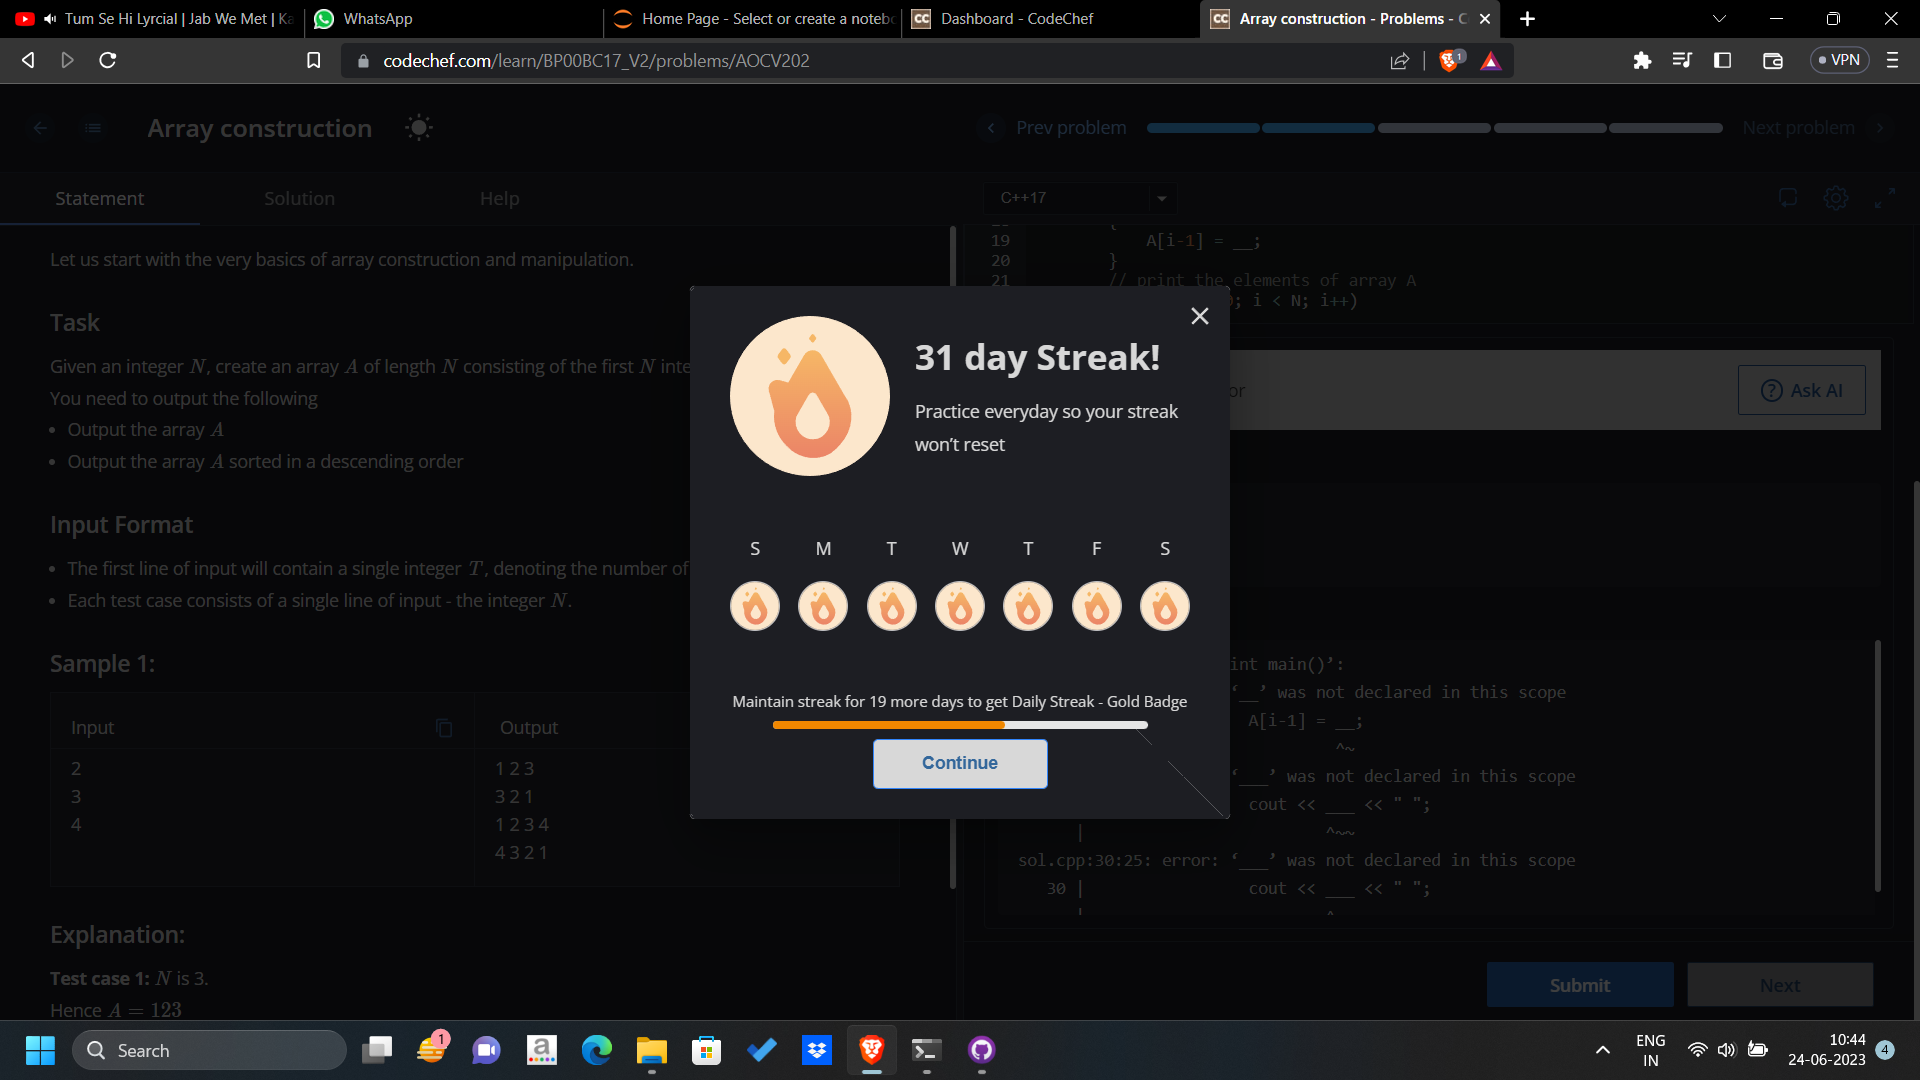 Tum Se Hi Lyrcial | Jab We Met | Ka
WhatsApp
Home Page - Select or create a noteb
CC Dashboard - CodeChef
CC Array construction - Problems - C
codechef.com/learn/BP00BC17_V2/problems/AOCV202
1
VPN
Array construction
Prev problem
Next problem
Statement
Solution
Help
C++17
Let us start with the very basics of array construction and manipulation.
Task
Given an integer N, create an array A of length N consisting of the first N inte
You need to output the following
• Output the array A
• Output the array A sorted in a descending order
Input Format
• The first line of input will contain a single integer T, denoting the number of
• Each test case consists of a single line of input - the integer N.
Sample 1:
Input
Output
2
3
4
1 2 3
3 2 1
1 2 3 4
4 3 2 1
Explanation:
Test case 1: N is 3.
Hence A = 123
{
19 A[i-1] = __;
20 }
21 // print the elements of array A
; i < N; i++)
or
Ask AI
31 day Streak!
Practice everyday so your streak
won't reset
S M T W T F S
Maintain streak for 19 more days to get Daily Streak - Gold Badge
Continue
int main()’:
‘__’ was not declared in this scope
A[i-1] = __;
^~
‘___’ was not declared in this scope
cout << ___ << " ";
| ^~~
sol.cpp:30:25: error: ‘___’ was not declared in this scope
30 | cout << ___ << " ";
Submit
Next
Search
1
a
ENG
IN
10:44
24-06-2023
4